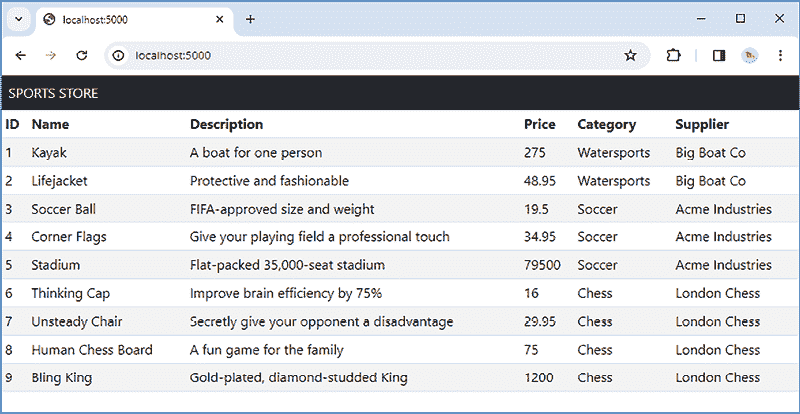 localhost:5000
localhost:5000
SPORTS STORE
ID Name Description Price Category Supplier
1 Kayak A boat for one person 275 Watersports Big Boat Co
2 Lifejacket Protective and fashionable 48.95 Watersports Big Boat Co
3 Soccer Ball FIFA-approved size and weight 19.5 Soccer Acme Industries
4 Corner Flags Give your playing field a professional touch 34.95 Soccer Acme Industries
5 Stadium Flat-packed 35,000-seat stadium 79500 Soccer Acme Industries
6 Thinking Cap Improve brain efficiency by 75% 16 Chess London Chess
7 Unsteady Chair Secretly give your opponent a disadvantage 29.95 Chess London Chess
8 Human Chess Board A fun game for the family 75 Chess London Chess
9 Bling King Gold-plated, diamond-studded King 1200 Chess London Chess